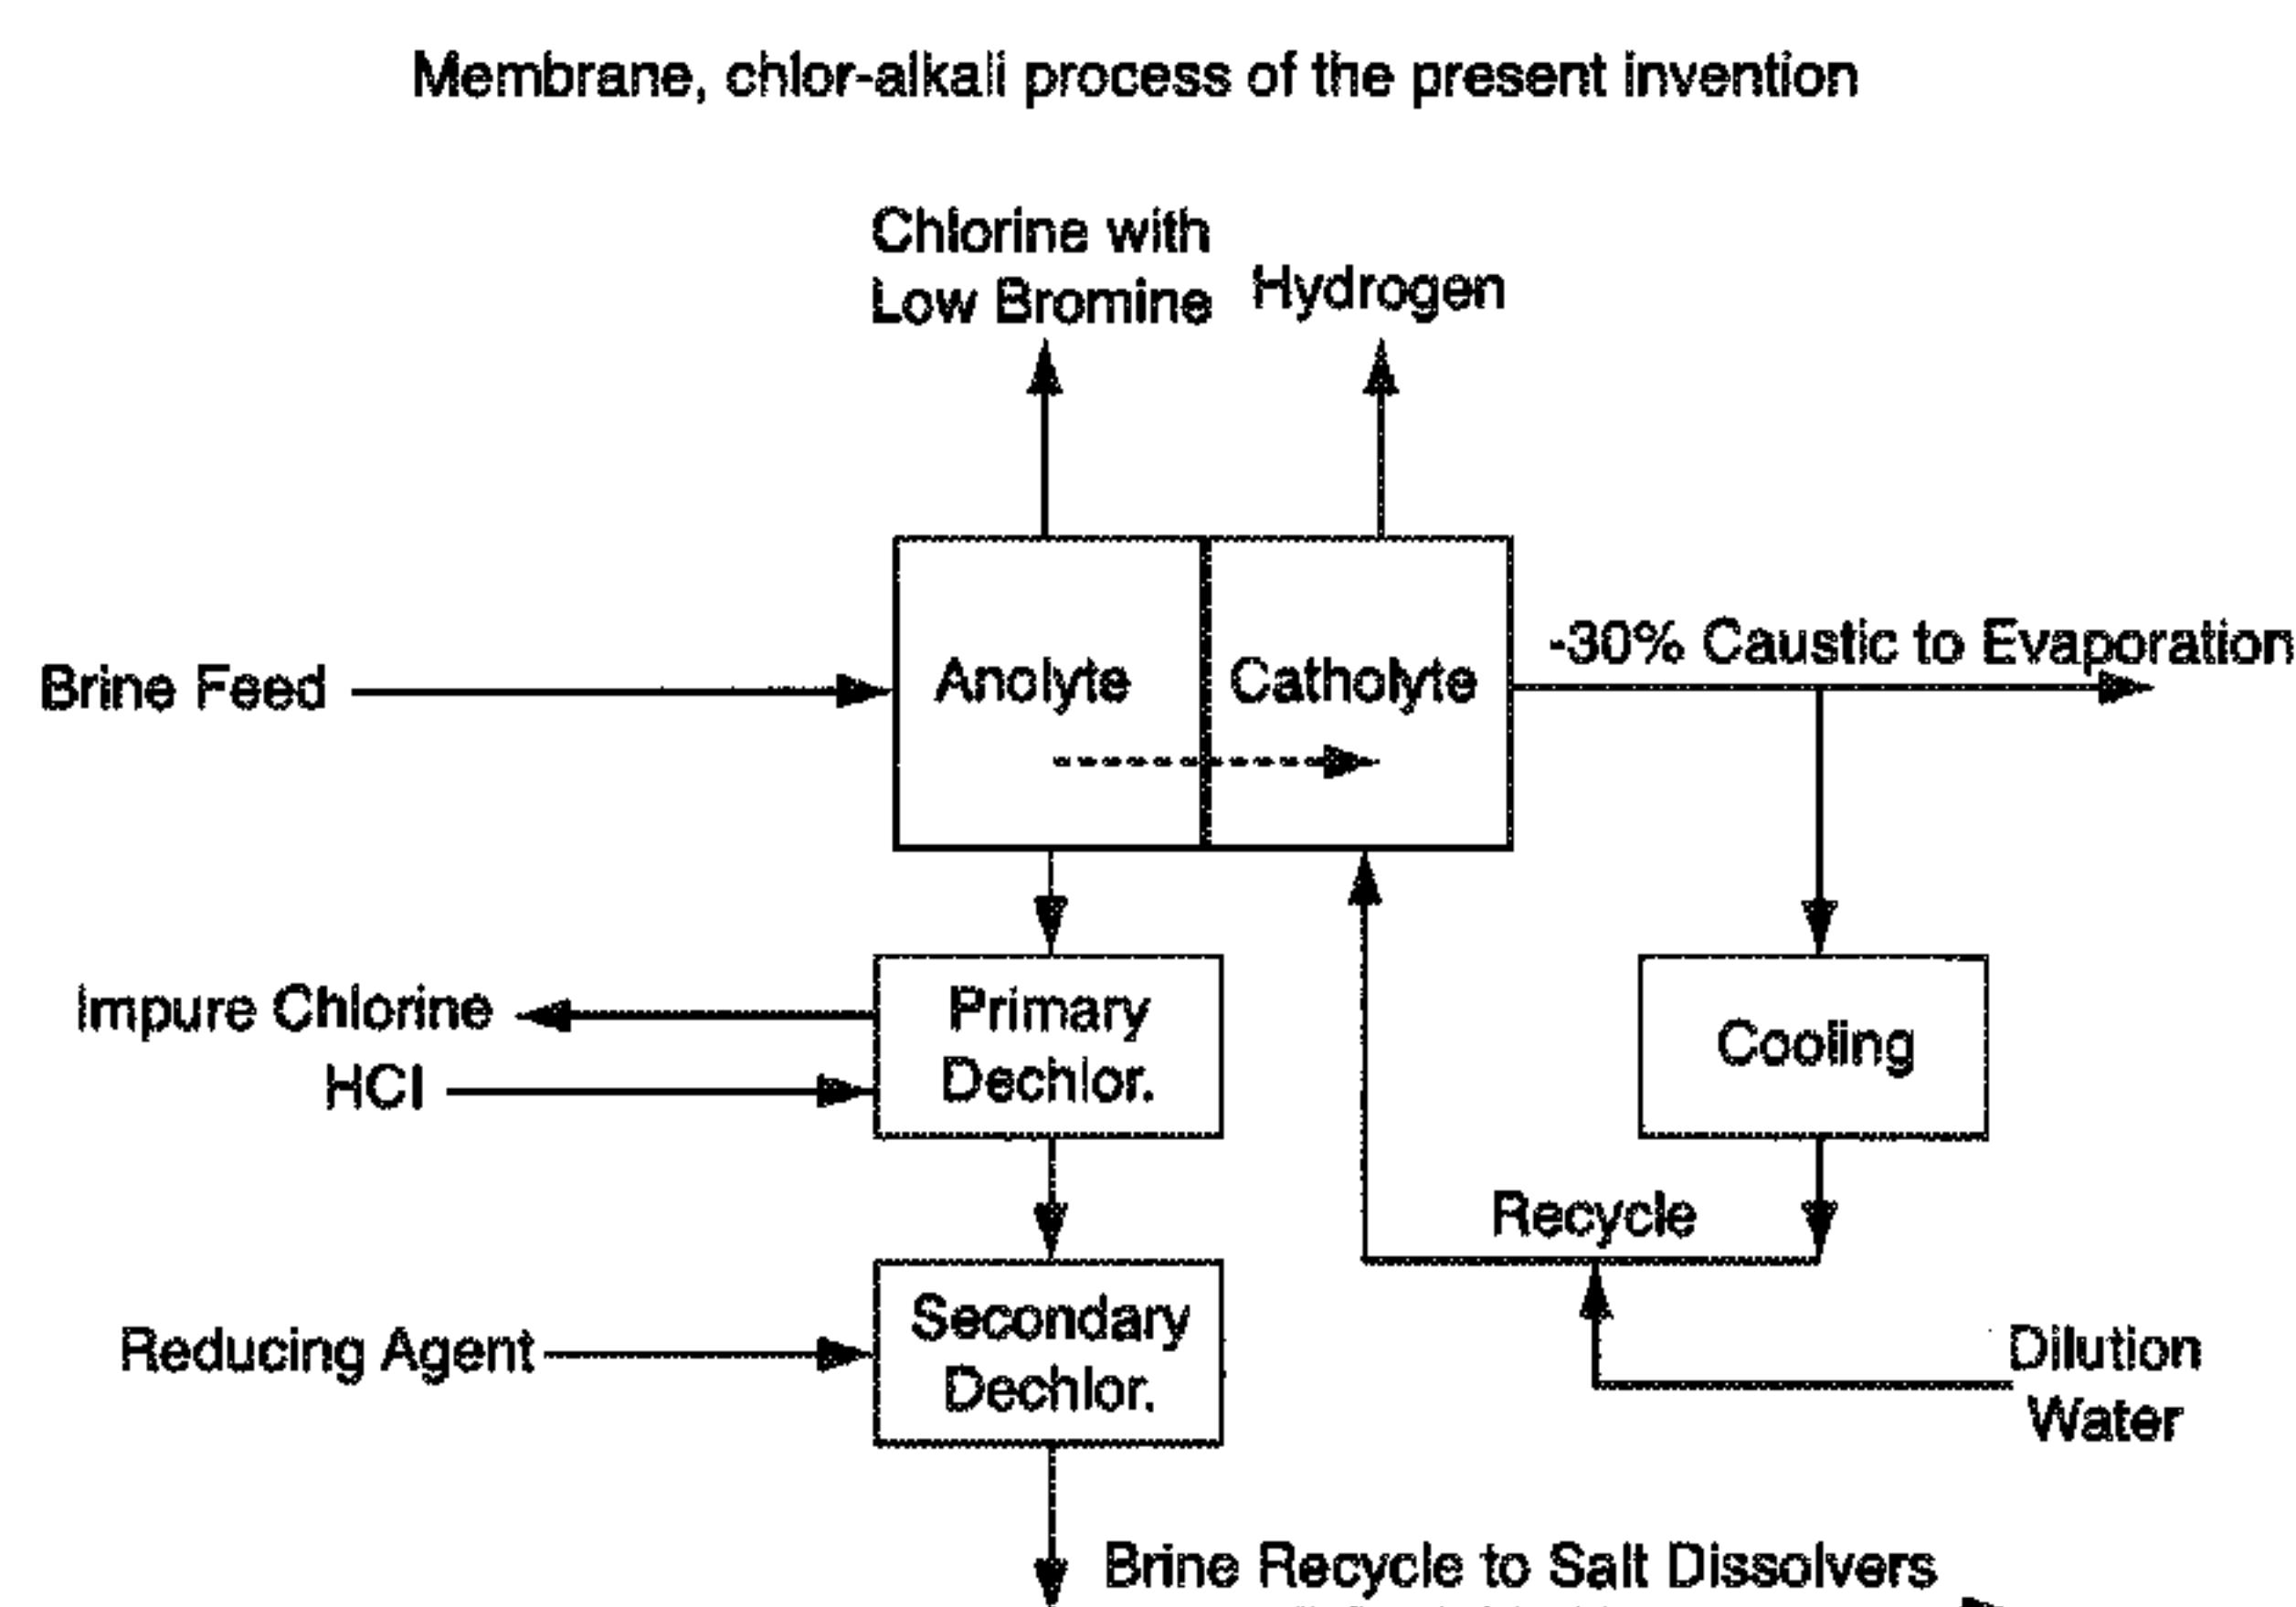 Membrane, chlor-alkali process of the present invention
Chlorine with
Low Bromine
Hydrogen
-30% Caustic to Evaporation
Brine Feed
Anolyte
Catholyte
Impure Chlorine
HCl
Primary
Dechlor.
Cooling
Recycle
Reducing Agent
Secondary
Dechlor.
Dilution
Water
Brine Recycle to Salt Dissolvers